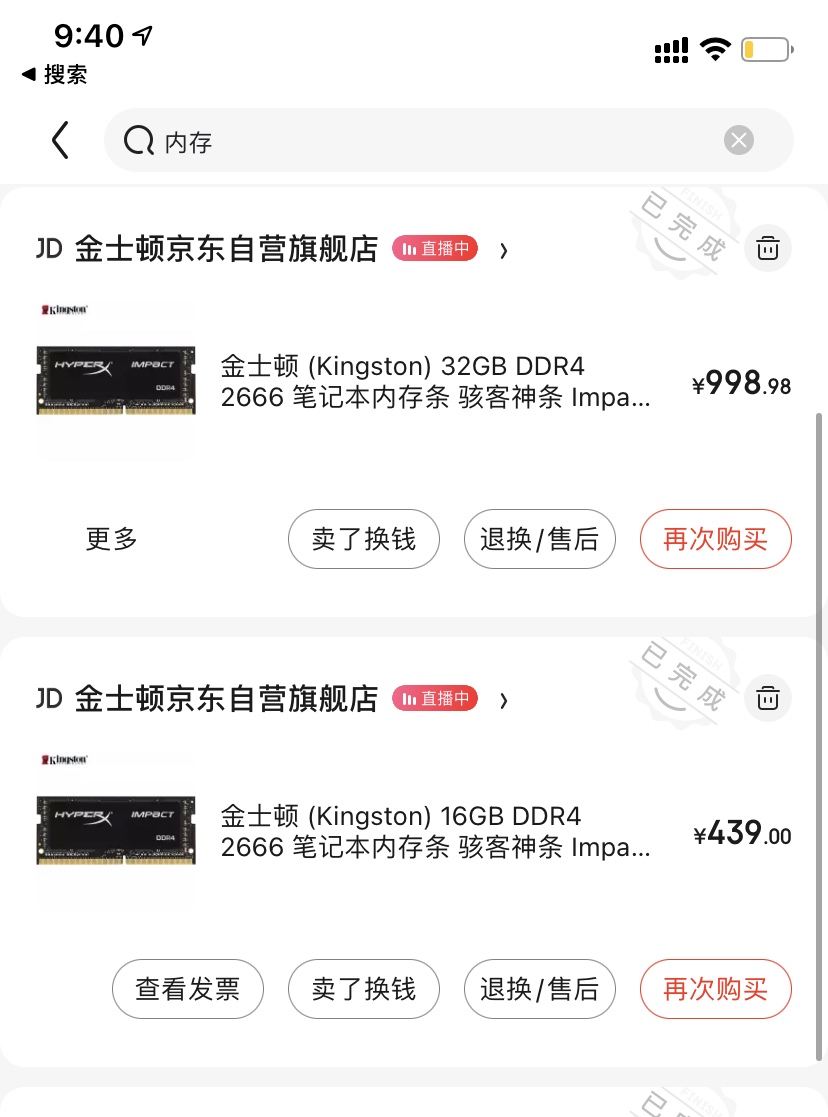 9:40
◀ 搜索
内存
JD 金士顿京东自营旗舰店 直播中 ›
FINISH
已完成
Kingston
HYPERX IMPACT
DDR4
金士顿 (Kingston) 32GB DDR4
2666 笔记本内存条 骇客神条 Impa...
¥998.98
更多 卖了换钱 退换/售后 再次购买
JD 金士顿京东自营旗舰店 直播中 ›
FINISH
已完成
Kingston
HYPERX IMPACT
DDR4
金士顿 (Kingston) 16GB DDR4
2666 笔记本内存条 骇客神条 Impa...
¥439.00
查看发票 卖了换钱 退换/售后 再次购买
FINISH
已